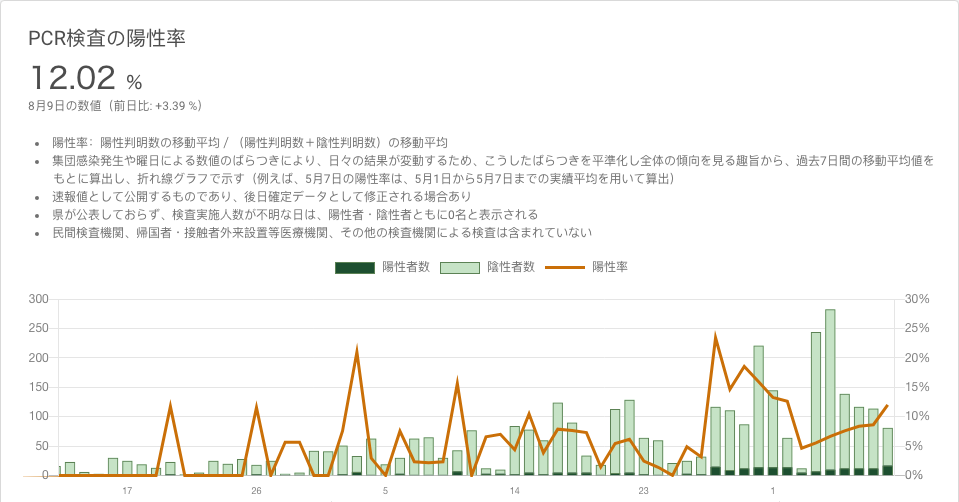 PCR検査の陽性率
12.02 %
8月9日の数値（前日比: +3.39 %）
• 陽性率：陽性判明数の移動平均 / （陽性判明数＋陰性判明数）の移動平均
• 集団感染発生や曜日による数値のばらつきにより、日々の結果が変動するため、こうしたばらつきを平準化し全体の傾向を見る趣旨から、過去7日間の移動平均値を
もとに算出し、折れ線グラフで示す（例えば、5月7日の陽性率は、5月1日から5月7日までの実績平均を用いて算出）
• 速報値として公開するものであり、後日確定データとして修正される場合あり
• 県が公表しておらず、検査実施人数が不明な日は、陽性者・陰性者ともに0名と表示される
• 民間検査機関、帰国者・接触者外来設置等医療機関、その他の検査機関による検査は含まれていない
陽性者数 陰性者数 陽性率
300 30%
250 25%
200 20%
150 15%
100 10%
50 5%
0 0%
17 26 5 14 23 1